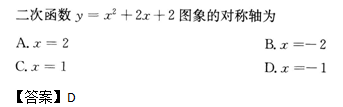 二次函数 y = x² + 2x + 2 图象的对称轴为
A. x = 2 B. x = -2
C. x = 1 D. x = -1
【答案】D